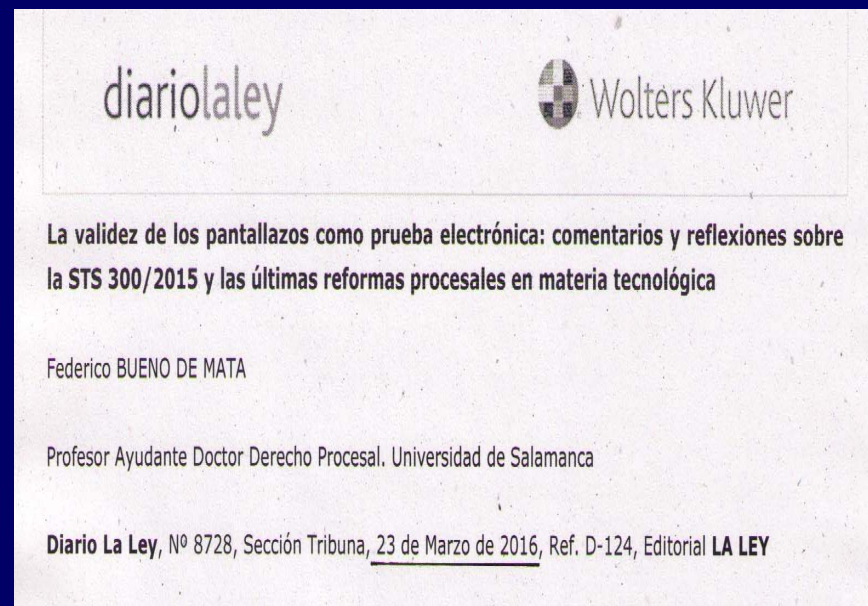 diariolaley
Wolters Kluwer
La validez de los pantallazos como prueba electrónica: comentarios y reflexiones sobre
la STS 300/2015 y las últimas reformas procesales en materia tecnológica
Federico BUENO DE MATA
Profesor Ayudante Doctor Derecho Procesal. Universidad de Salamanca
Diario La Ley, Nº 8728, Sección Tribuna, 23 de Marzo de 2016, Ref. D-124, Editorial LA LEY